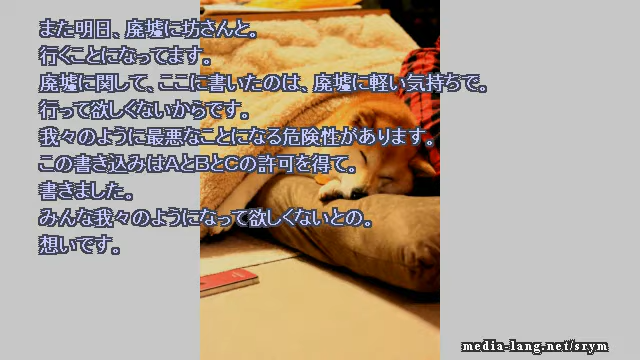 また明日、廃墟に坊さんと。
行くことになってます。
廃墟に関して、ここに書いたのは、廃墟に軽い気持ちで。
行って欲しくないからです。
我々のように最悪なことになる危険性があります。
この書き込みはAとBとCの許可を得て。
書きました。
みんな我々のようになって欲しくないとの。
想いです。
media-lang.net/srym